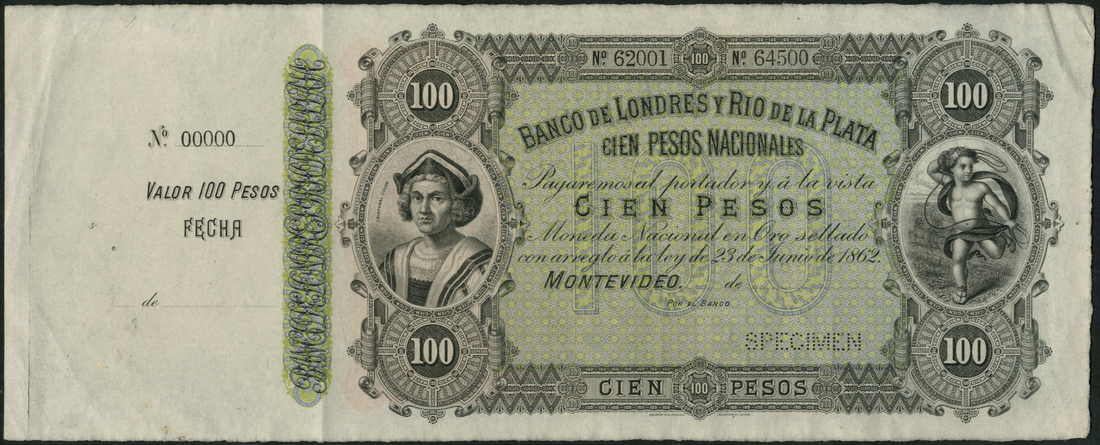 Nº 00000
VALOR 100 PESOS
FECHA
de
Nº 62001 100 Nº 64500
100 100
BANCO DE LONDRES Y RIO DE LA PLATA
CIEN PESOS NACIONALES
100
Pagaremos al portador y á la vista
CIEN PESOS
Moneda Nacional en Oro sellado
con arreglo á la ley de 23 de Junio de 1862.
MONTEVIDEO. de
POR EL BANCO
SPECIMEN
100 100
CIEN 100 PESOS